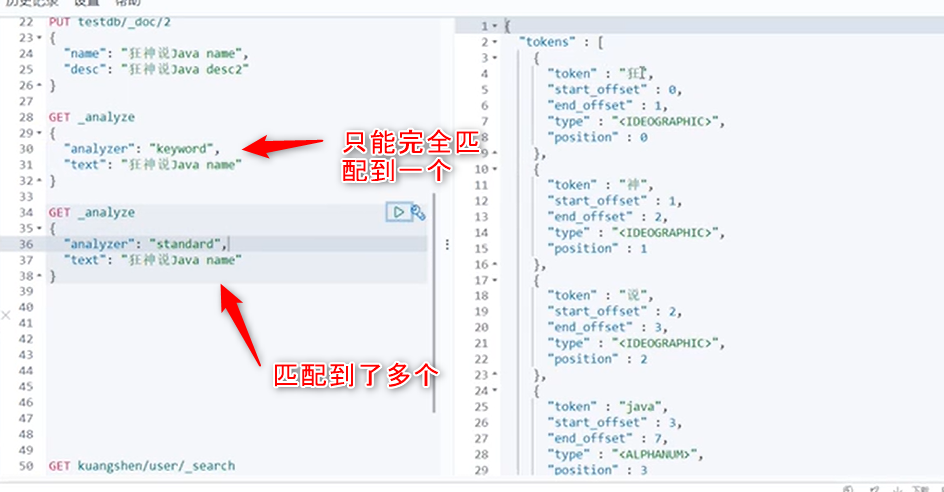 历史记录 设置 帮助
22 PUT testdb/_doc/2
23 {
24 "name": "狂神说Java name",
25 "desc": "狂神说Java desc2"
26 }
27
28 GET _analyze
29 {
30 "analyzer": "keyword",
31 "text": "狂神说Java name"
32 }
33
34 GET _analyze
35 {
36 "analyzer": "standard",
37 "text": "狂神说Java name"
38 }
39
40
41
42
43
44
45
46
47
48
49
50 GET kuangshen/user/_search
只能完全匹
配到一个
匹配到了多个
1 {
2 "tokens" : [
3 {
4 "token" : "狂",
5 "start_offset" : 0,
6 "end_offset" : 1,
7 "type" : "<IDEOGRAPHIC>",
8 "position" : 0
9 },
10 {
11 "token" : "神",
12 "start_offset" : 1,
13 "end_offset" : 2,
14 "type" : "<IDEOGRAPHIC>",
15 "position" : 1
16 },
17 {
18 "token" : "说",
19 "start_offset" : 2,
20 "end_offset" : 3,
21 "type" : "<IDEOGRAPHIC>",
22 "position" : 2
23 },
24 {
25 "token" : "java",
26 "start_offset" : 3,
27 "end_offset" : 7,
28 "type" : "<ALPHANUM>",
29 "position" : 3